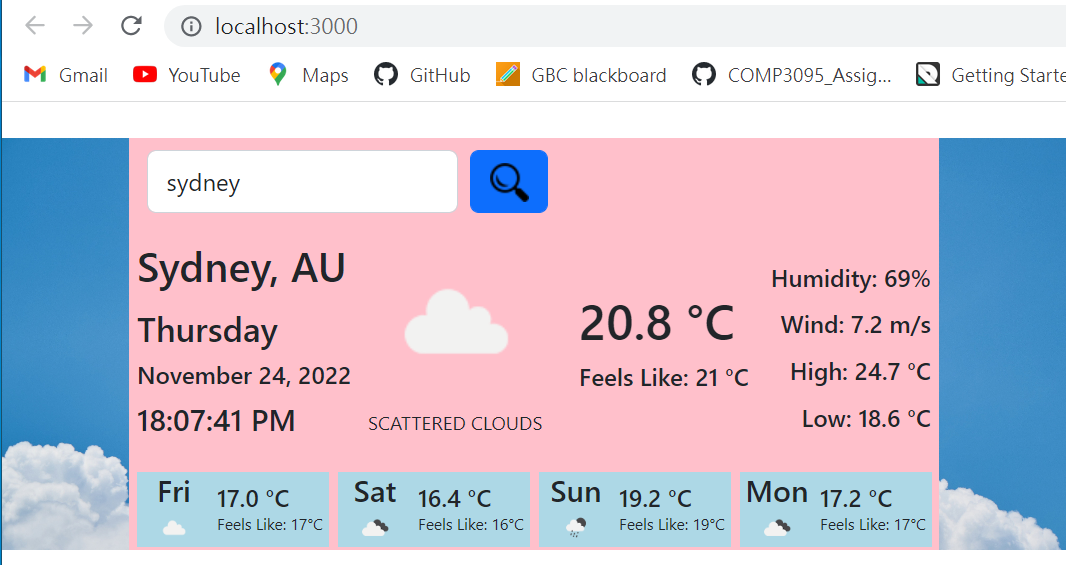 localhost:3000
Gmail YouTube Maps GitHub GBC blackboard COMP3095_Assig... Getting Starte
sydney
Sydney, AU
Thursday
November 24, 2022
18:07:41 PM
SCATTERED CLOUDS
20.8 °C
Feels Like: 21 °C
Humidity: 69%
Wind: 7.2 m/s
High: 24.7 °C
Low: 18.6 °C
Fri 17.0 °C
Feels Like: 17°C
Sat 16.4 °C
Feels Like: 16°C
Sun 19.2 °C
Feels Like: 19°C
Mon 17.2 °C
Feels Like: 17°C